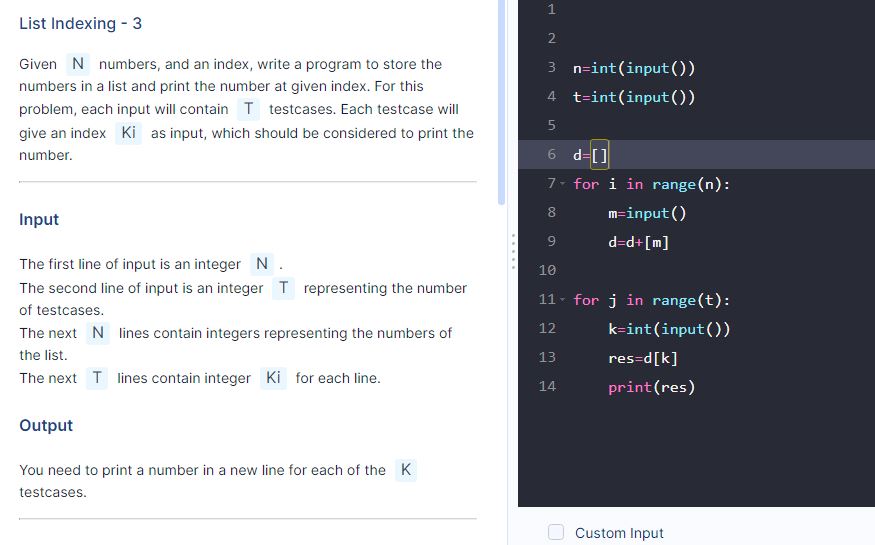 List Indexing - 3
Given N numbers, and an index, write a program to store the
numbers in a list and print the number at given index. For this
problem, each input will contain T testcases. Each testcase will
give an index Ki as input, which should be considered to print the
number.
Input
The first line of input is an integer N .
The second line of input is an integer T representing the number
of testcases.
The next N lines contain integers representing the numbers of
the list.
The next T lines contain integer Ki for each line.
Output
You need to print a number in a new line for each of the K
testcases.
1
2
3 n=int(input())
4 t=int(input())
5
6 d=[]
7 for i in range(n):
8     m=input()
9     d=d+[m]
10
11 for j in range(t):
12     k=int(input())
13     res=d[k]
14     print(res)
Custom Input